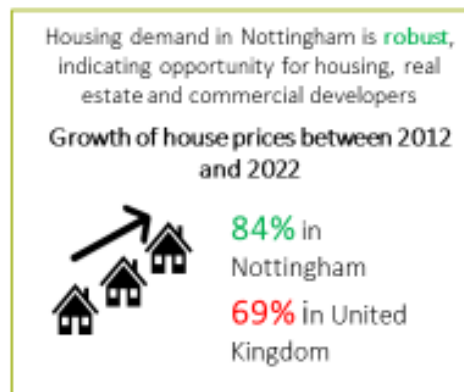 Housing demand in Nottingham is robust,
indicating opportunity for housing, real
estate and commercial developers
Growth of house prices between 2012
and 2022
84% in
Nottingham
69% in United
Kingdom